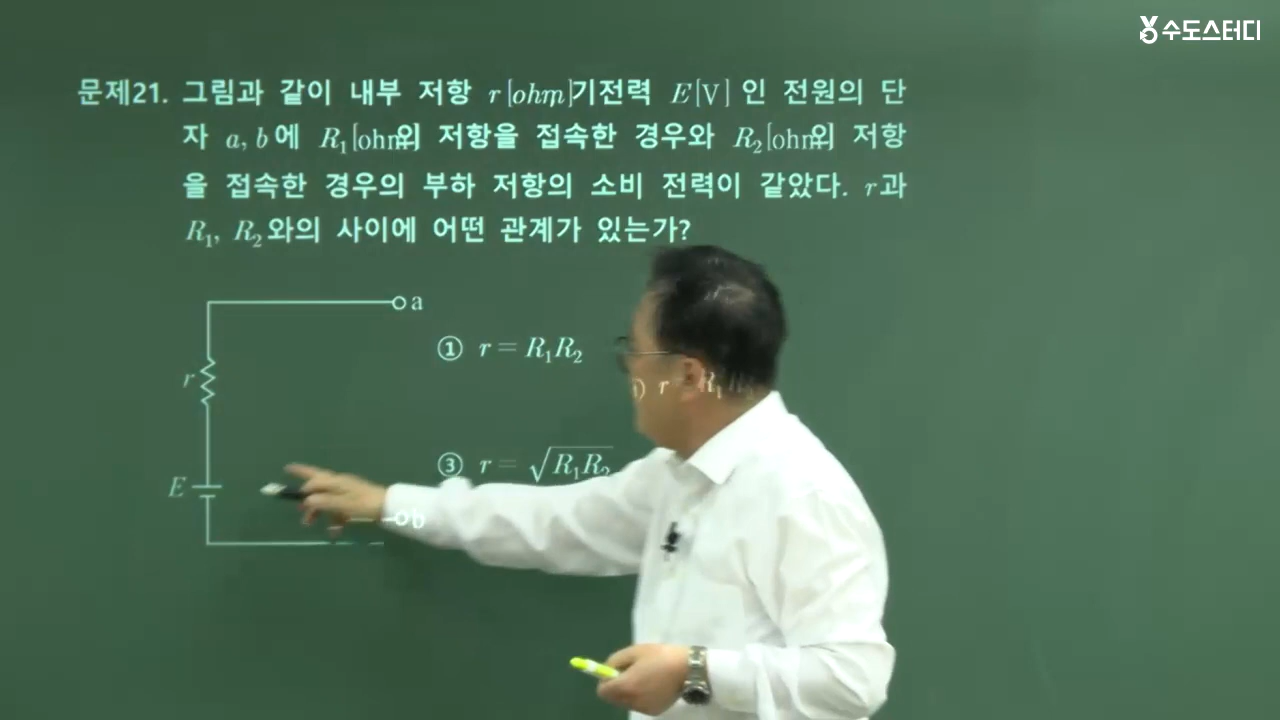 수도스터디
문제21. 그림과 같이 내부 저항 r[ohm]기전력 E[V] 인 전원의 단
자 a, b에 R₁[ohm]의 저항을 접속한 경우와 R₂[ohm]의 저항
을 접속한 경우의 부하 저항의 소비 전력이 같았다. r과
R₁, R₂와의 사이에 어떤 관계가 있는가?
a
① r = R₁R₂
r
③ r = √R₁R₂
E
b